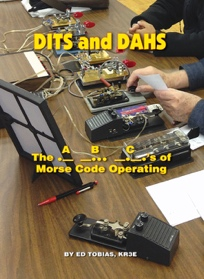 DITS and DAHS
A B C
The ._ _... _._.'s of
Morse Code Operating
BY ED TOBIAS, KR3E